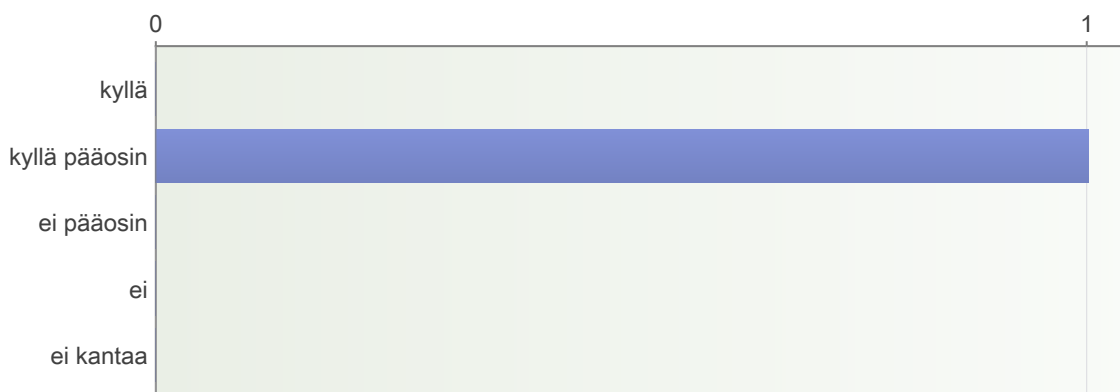 0 1
kyllä
kyllä pääosin
ei pääosin
ei
ei kantaa